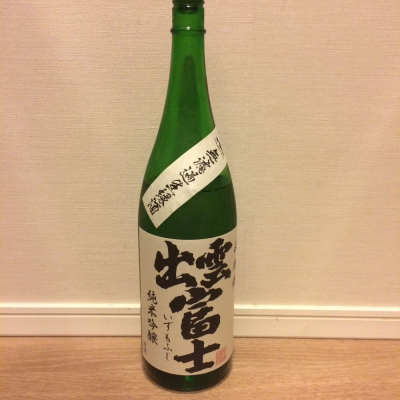 無濾過生原酒
出雲富士
いずもふじ
純米吟醸